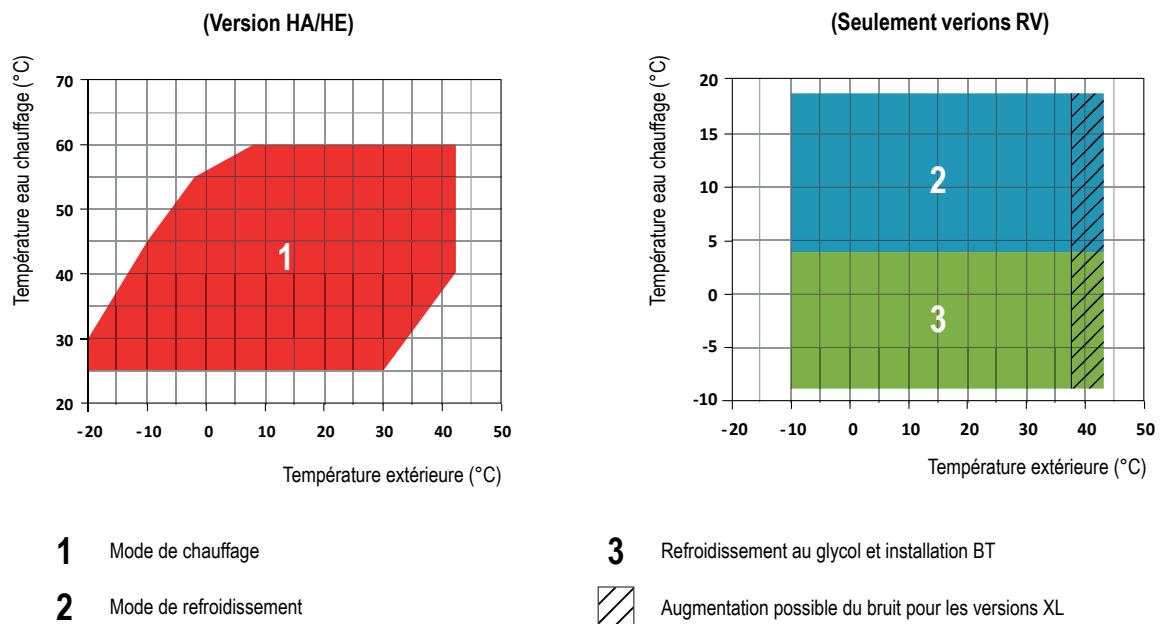 (Version HA/HE)
Température eau chauffage (°C)
70
60
50
40
30
20
1
-20 -10 0 10 20 30 40 50
Température extérieure (°C)
(Seulement verions RV)
Température eau chauffage (°C)
20
15
10
5
0
-5
-10
2
3
-20 -10 0 10 20 30 40 50
Température extérieure (°C)
1 Mode de chauffage
2 Mode de refroidissement
3 Refroidissement au glycol et installation BT
Augmentation possible du bruit pour les versions XL